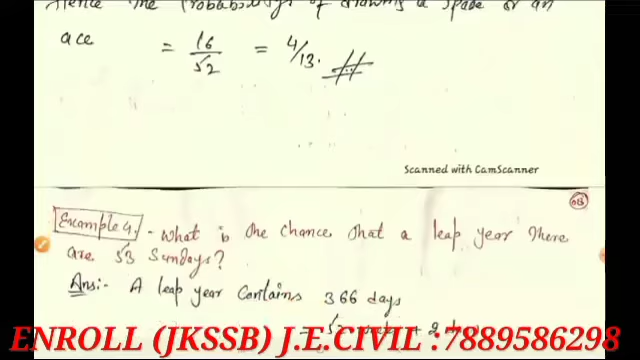 Hence the Probability of drawing a spade or an
ace = 16/52 = 4/13.
Scanned with CamScanner
08
Example 4. - What is the chance that a leap year there
are 53 Sundays?
Ans:- A leap year contains 366 days
ENROLL (JKSSB) J.E.CIVIL :7889586298